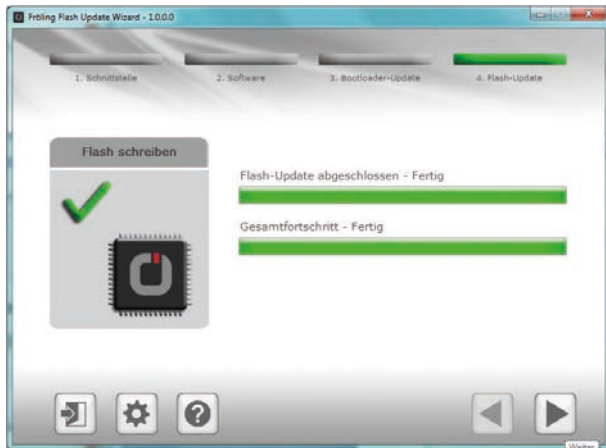 Fröling Flash Update Wizard - 1.0.0.0
1. Schnittstelle
2. Software
3. Bootloader-Update
4. Flash-Update
Flash schreiben
Flash-Update abgeschlossen - Fertig
Gesamtfortschritt - Fertig
?
Weiter